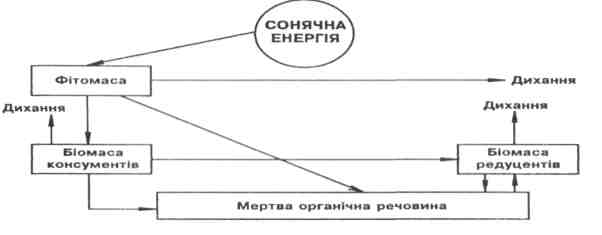 СОНЯЧНА
ЕНЕРГІЯ
Фітомаса
Дихання
Дихання
Дихання
Біомаса
консументів
Біомаса
редуцентів
Мертва органічна речовина